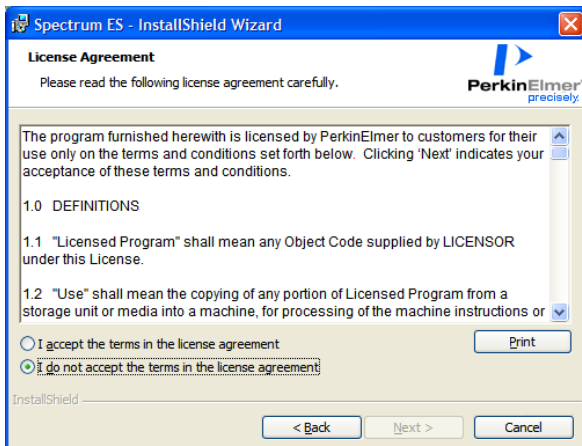 Spectrum ES - InstallShield Wizard
License Agreement
Please read the following license agreement carefully.
PerkinElmer
precisely.
The program furnished herewith is licensed by PerkinElmer to customers for their
use only on the terms and conditions set forth below.  Clicking ‘Next’ indicates your
acceptance of these terms and conditions.
1.0  DEFINITIONS
1.1  "Licensed Program" shall mean any Object Code supplied by LICENSOR
under this License.
1.2  "Use" shall mean the copying of any portion of Licensed Program from a
storage unit or media into a machine, for processing of the machine instructions or
I accept the terms in the license agreement
Print
I do not accept the terms in the license agreement
InstallShield
< Back
Next >
Cancel